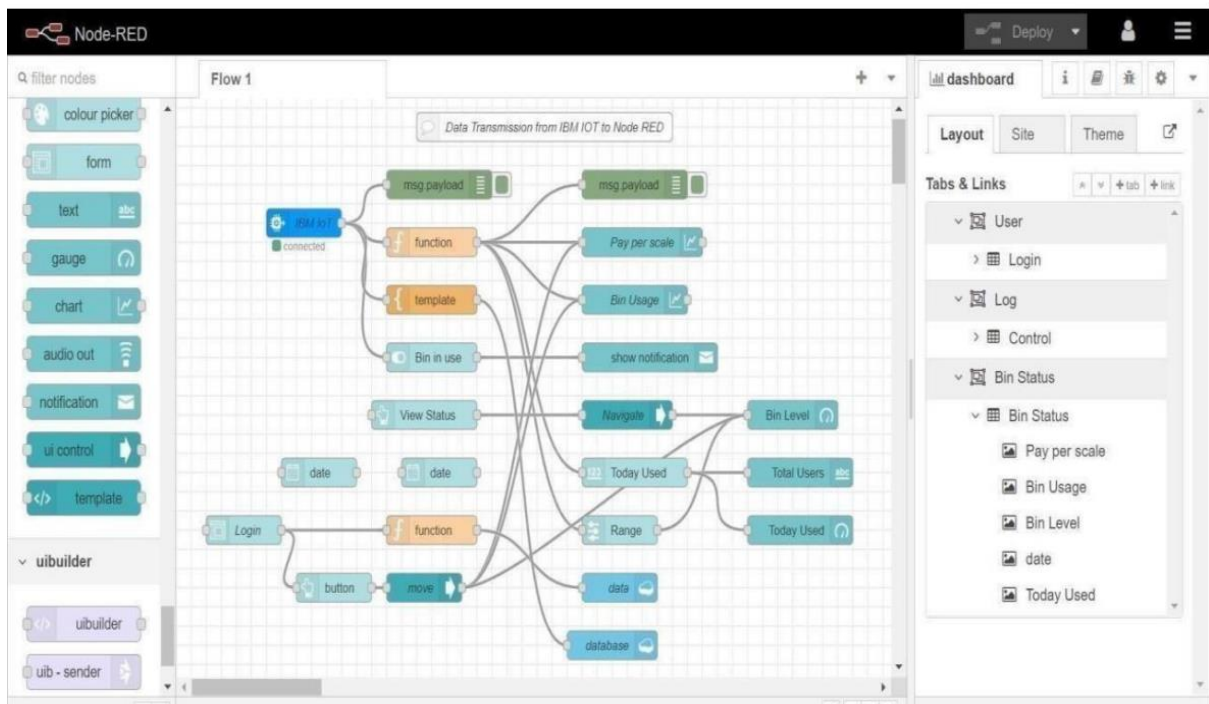 Node-RED
Deploy
filter nodes
colour picker
form
text
abc
gauge
chart
audio out
notification
ui control
</> template
uibuilder
</> uibuilder
uib - sender
Flow 1
Data Transmission from IBM IOT to Node RED
msg.payload
msg.payload
IBM IoT
connected
f function
Pay per scale
{ template
Bin Usage
Bin in use
show notification
View Status
Navigate
Bin Level
date
date
123 Today Used
Total Users abc
Login
f function
Range
Today Used
button
move
data
database
dashboard
i
Layout
Site
Theme
Tabs & Links
+ tab
+ link
User
Login
Log
Control
Bin Status
Bin Status
Pay per scale
Bin Usage
Bin Level
date
Today Used